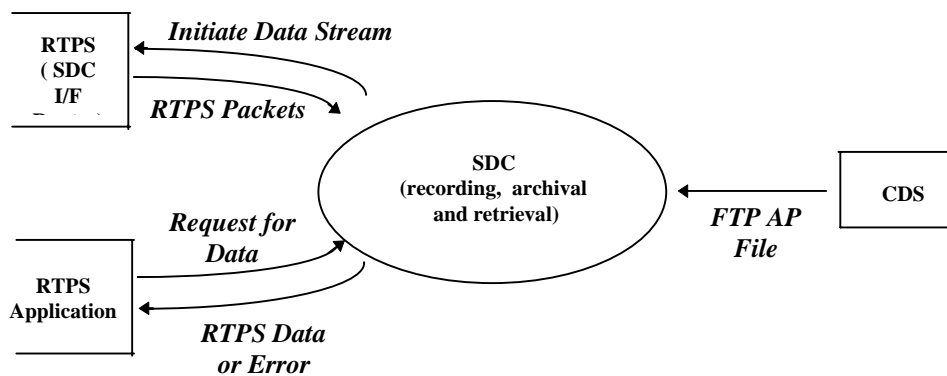 Initiate Data Stream
RTPS
( SDC
I/F
RTPS Packets
SDC
(recording, archival
and retrieval)
CDS
FTP AP
File
Request for
Data
RTPS
Application
RTPS Data
or Error